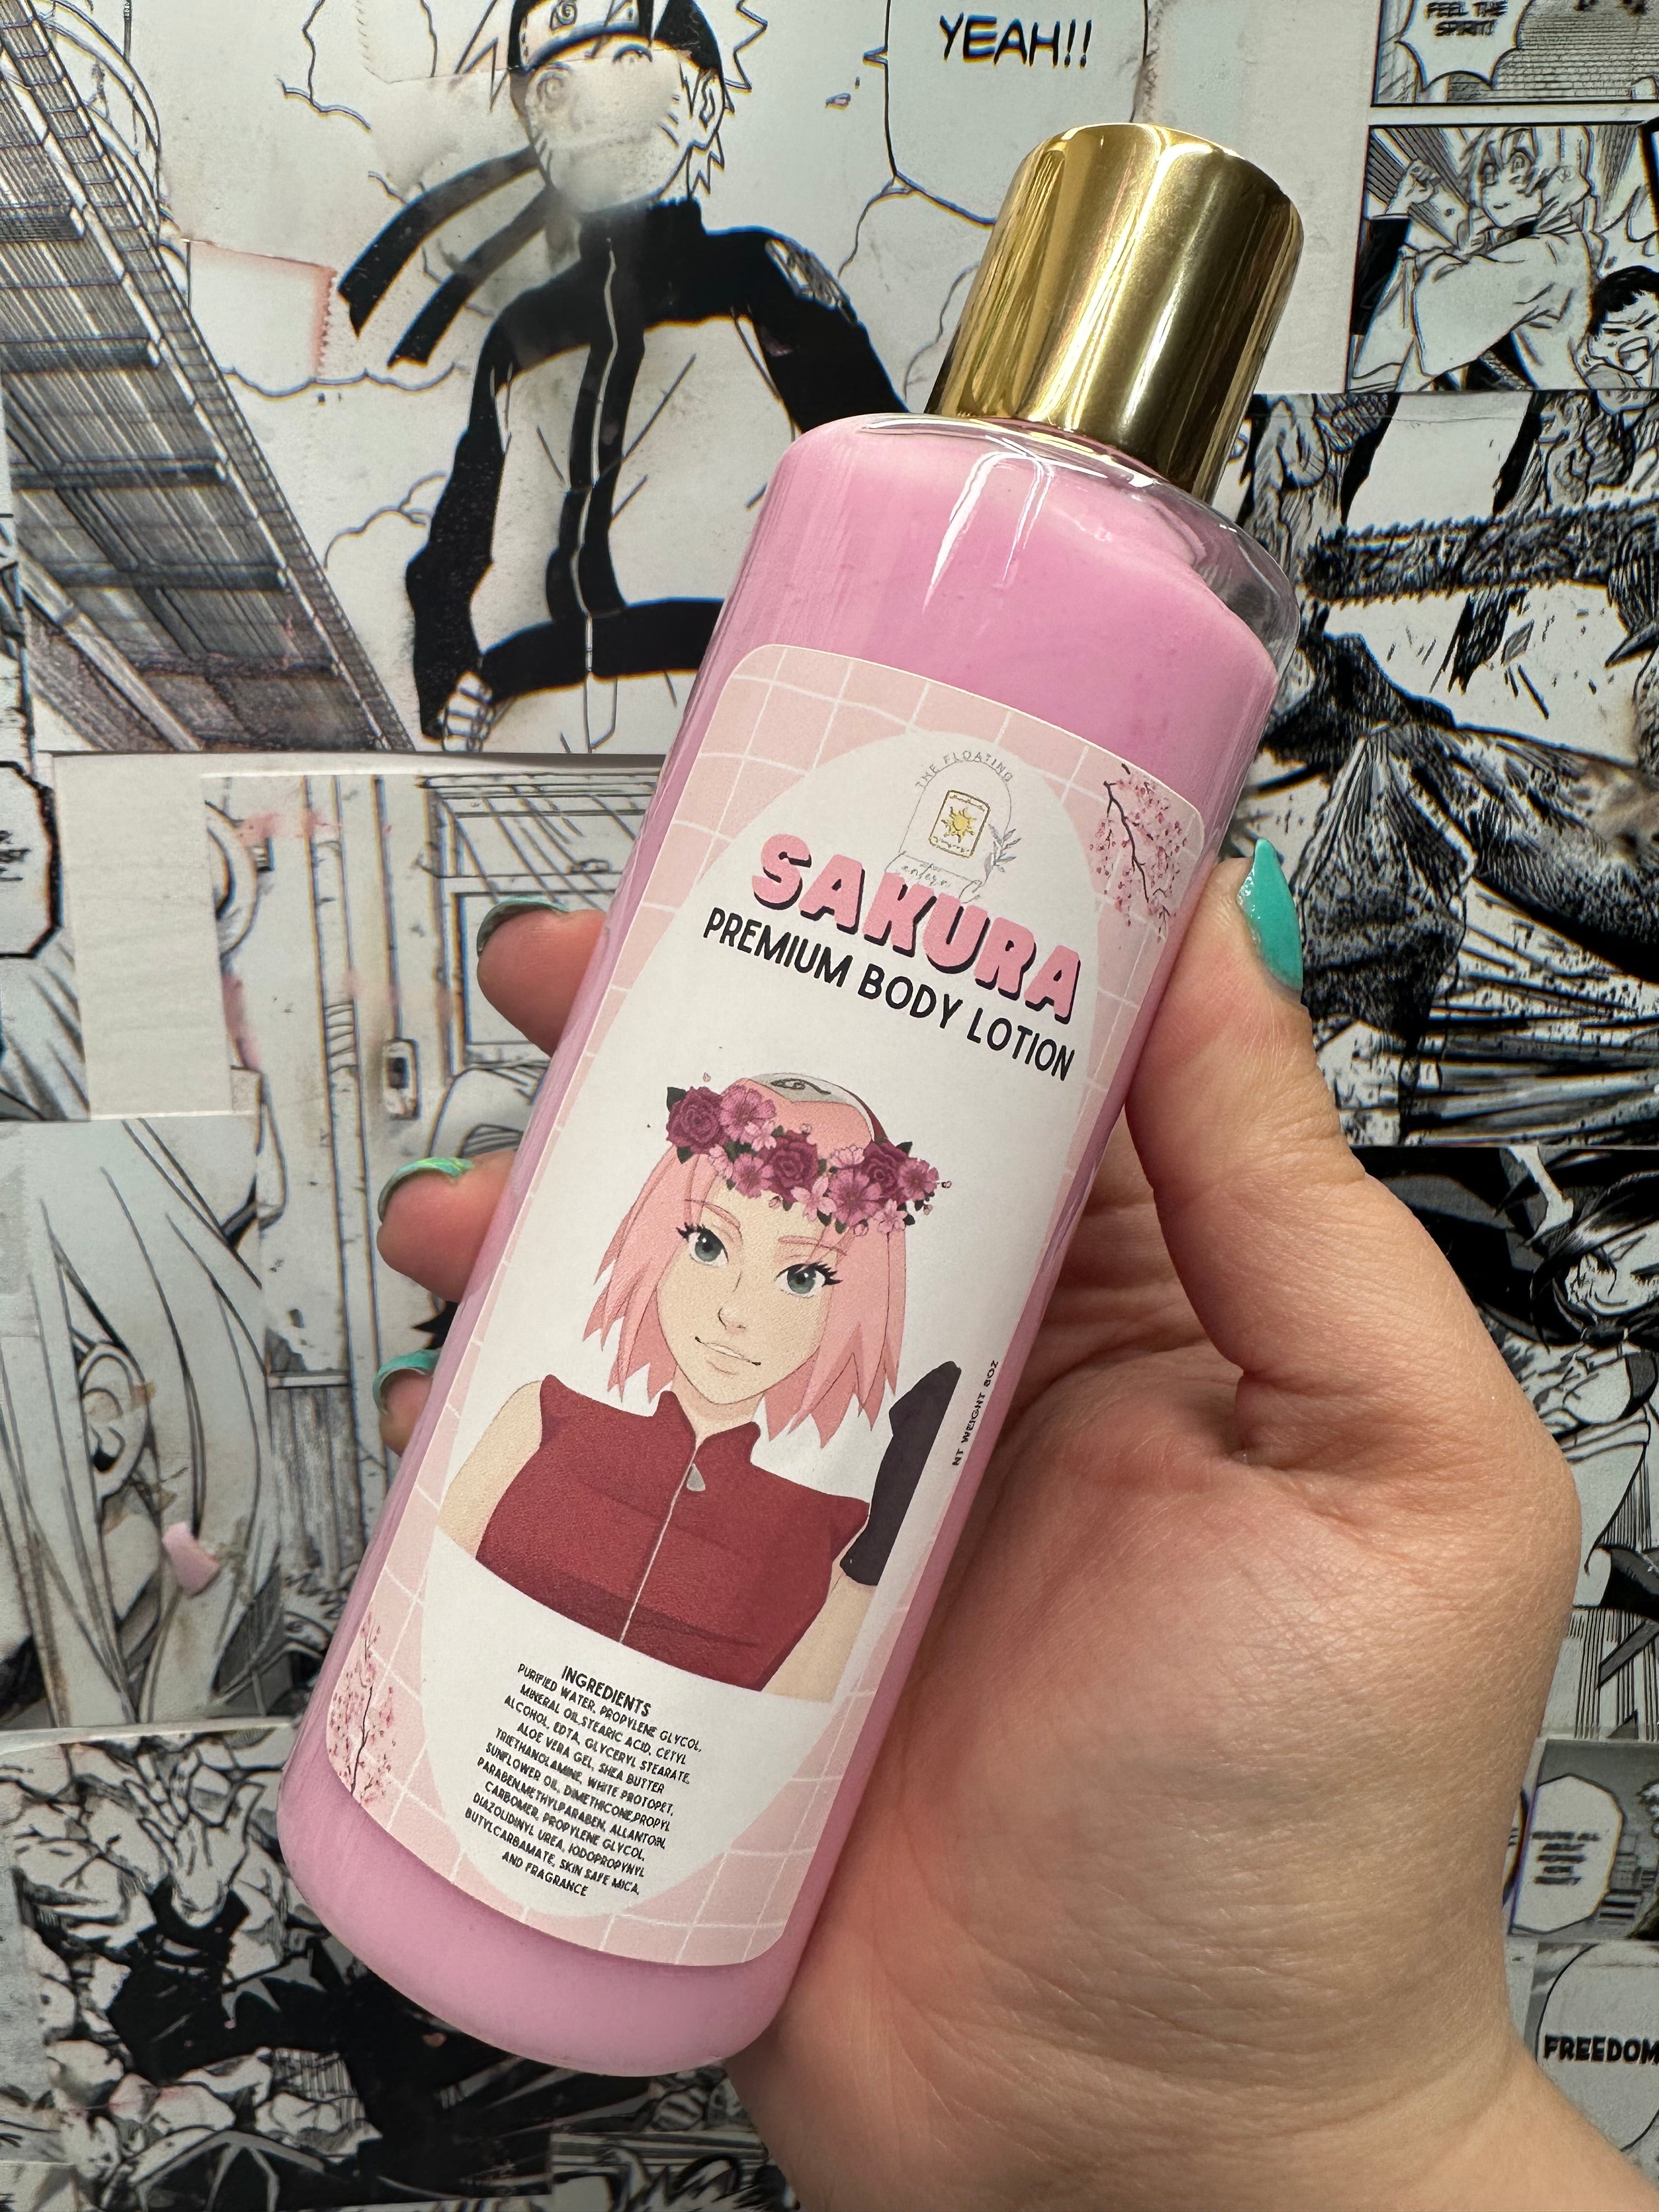 YEAH!!
FEEL THE
SPIRIT!
THE FLOATING
SAKURA
PREMIUM BODY LOTION
NT WEIGHT 8OZ
INGREDIENTS
PURIFIED WATER, PROPYLENE GLYCOL,
MINERAL OIL,STEARIC ACID, CETYL
ALCOHOL, EDTA, GLYCERYL STEARATE,
ALOE VERA GEL, SHEA BUTTER
TRIETHANOLAMINE, WHITE PROTOPET,
SUNFLOWER OIL, DIMETHICONE,PROPYL
PARABEN,METHYLPARABEN, ALLANTOIN,
CARBOMER, PROPYLENE GLYCOL,
DIAZOLIDINYL UREA, IODOPROPYNYL
BUTYLCARBAMATE, SKIN SAFE MICA,
AND FRAGRANCE
FREEDOM